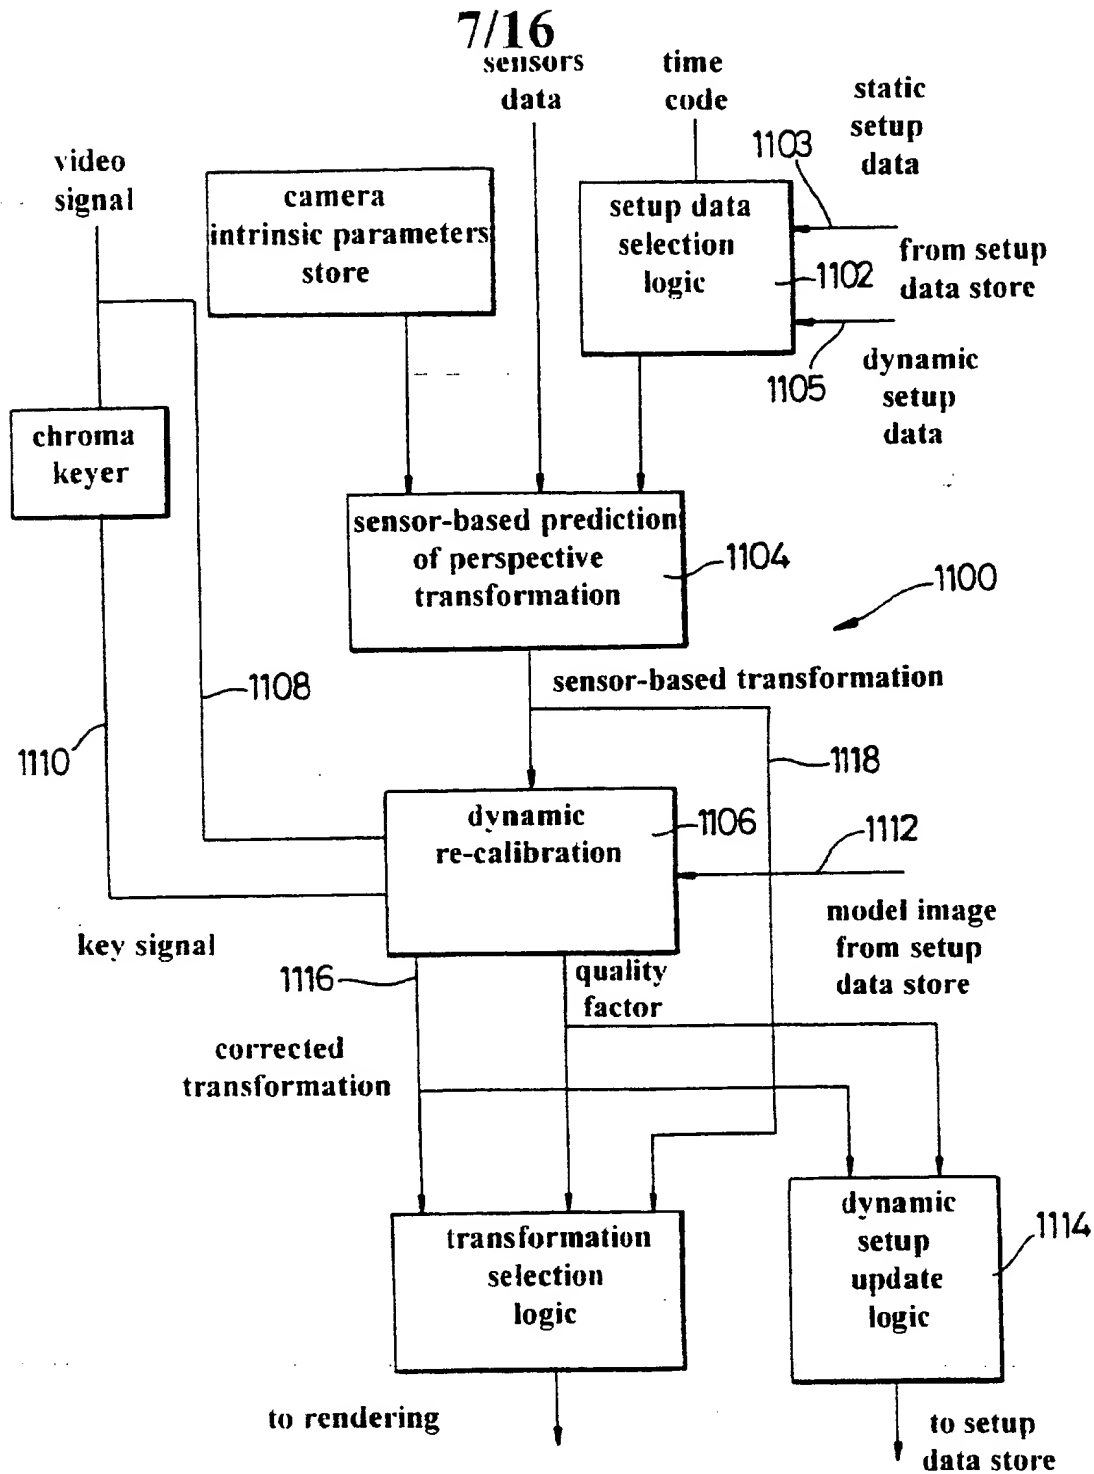 7/16
sensors
data
time
code
static
setup
data
1103
video
signal
camera
intrinsic parameters
store
setup data
selection
logic
1102
from setup
data store
1105
dynamic
setup
data
chroma
keyer
sensor-based prediction
of perspective
transformation
1104
1100
sensor-based transformation
1108
1110
1118
dynamic
re-calibration
1106
1112
model image
from setup
data store
key signal
1116
quality
factor
corrected
transformation
transformation
selection
logic
dynamic
setup
update
logic
1114
to rendering
to setup
data store